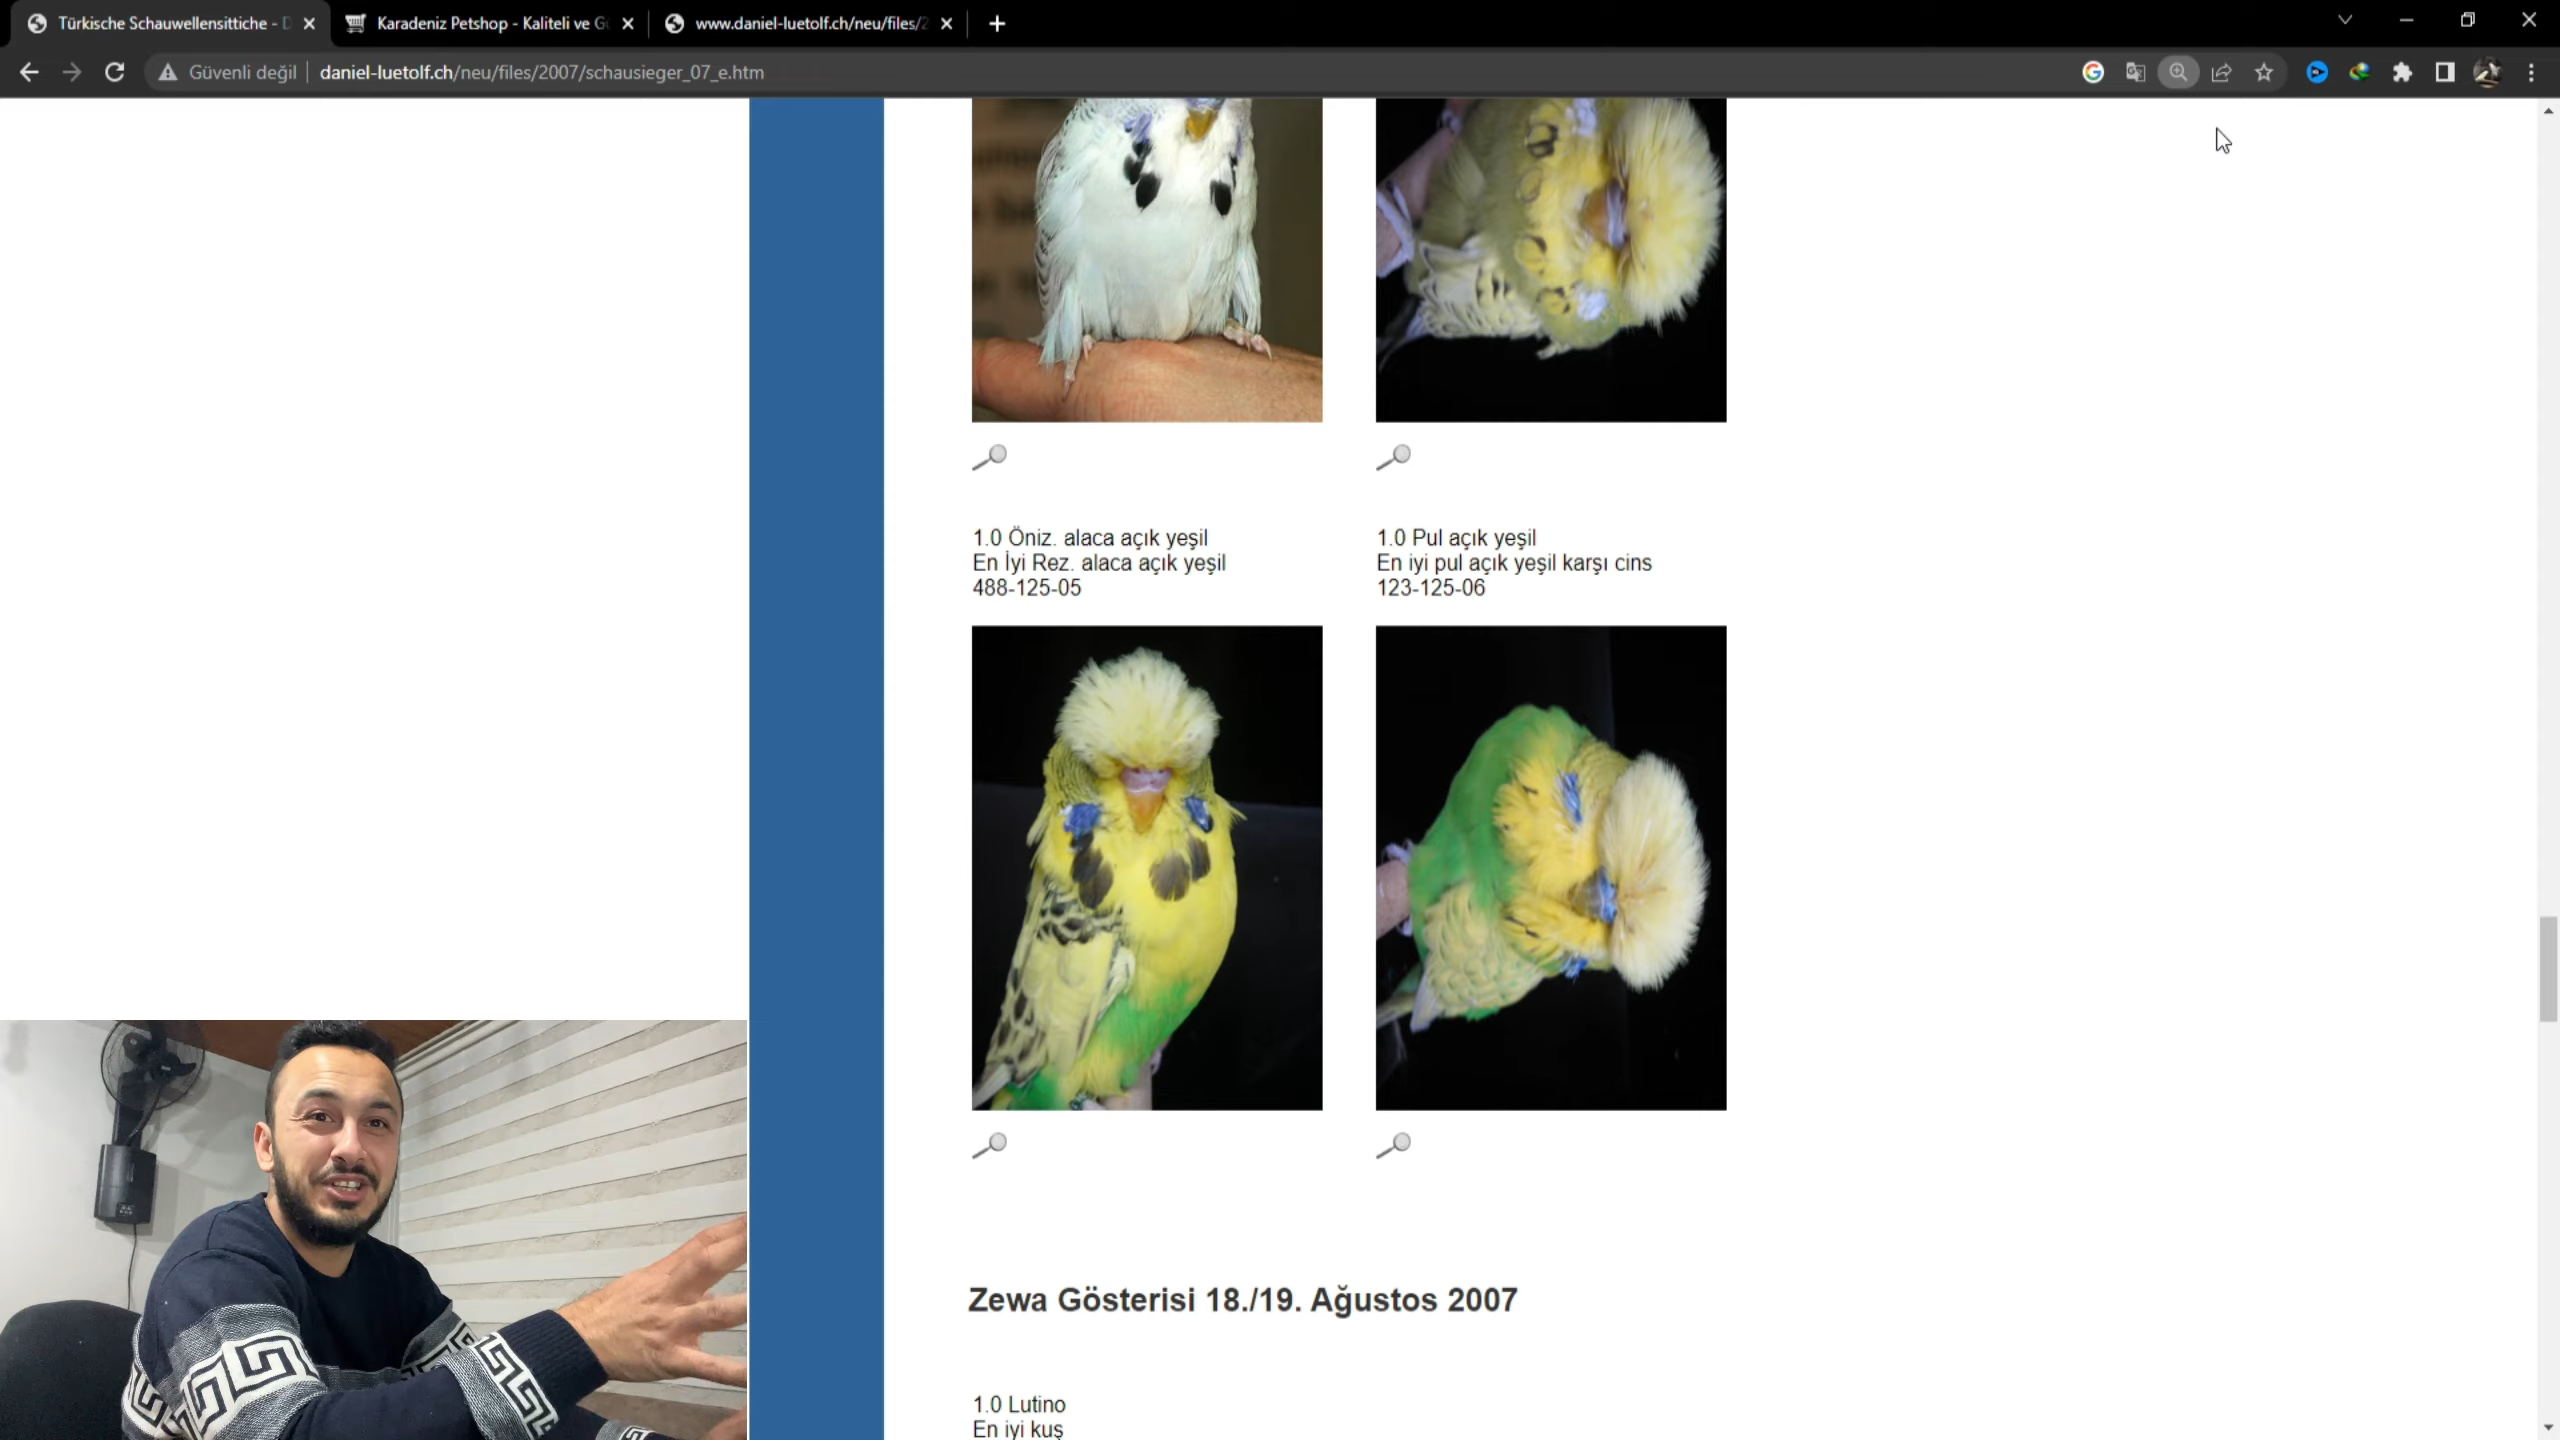 Türkische Schauwellensittiche - D
Karadeniz Petshop - Kaliteli ve Gü
www.daniel-luetolf.ch/neu/files/2
Güvenli değil
daniel-luetolf.ch/neu/files/2007/schausieger_07_e.htm
1.0 Öniz. alaca açık yeşil
En İyi Rez. alaca açık yeşil
488-125-05
1.0 Pul açık yeşil
En iyi pul açık yeşil karşı cins
123-125-06
Zewa Gösterisi 18./19. Ağustos 2007
1.0 Lutino
En iyi kuş